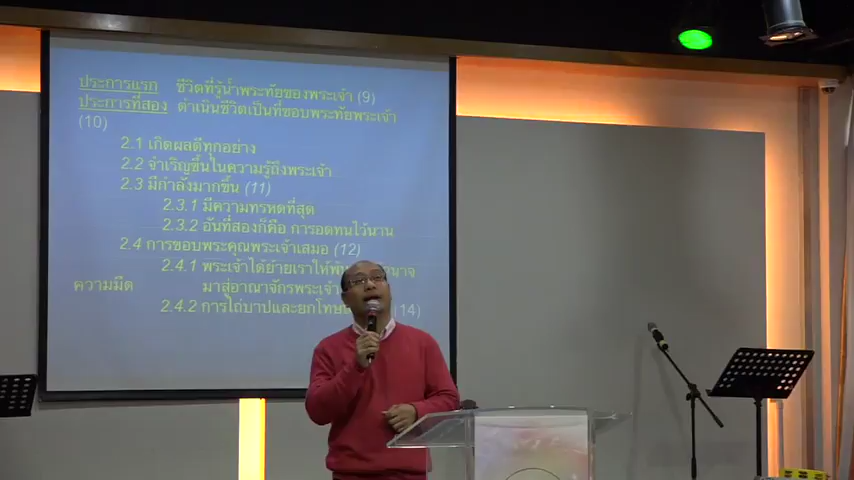 ประการแรก ชีวิตที่รู้น้ำพระทัยของพระเจ้า (9)
ประการที่สอง ดำเนินชีวิตเป็นที่ชอบพระทัยพระเจ้า
(10)
2.1 เกิดผลดีทุกอย่าง
2.2 จำเริญขึ้นในความรู้ถึงพระเจ้า
2.3 มีกำลังมากขึ้น (11)
2.3.1 มีความทรหดที่สุด
2.3.2 อันที่สองก็คือ การอดทนไว้นาน
2.4 การขอบพระคุณพระเจ้าเสมอ (12)
2.4.1 พระเจ้าได้ย้ายเราให้พ้น
ความมืด มาสู่อาณาจักรพระเจ้า
2.4.2 การไถ่บาปและยกโทษ 14)